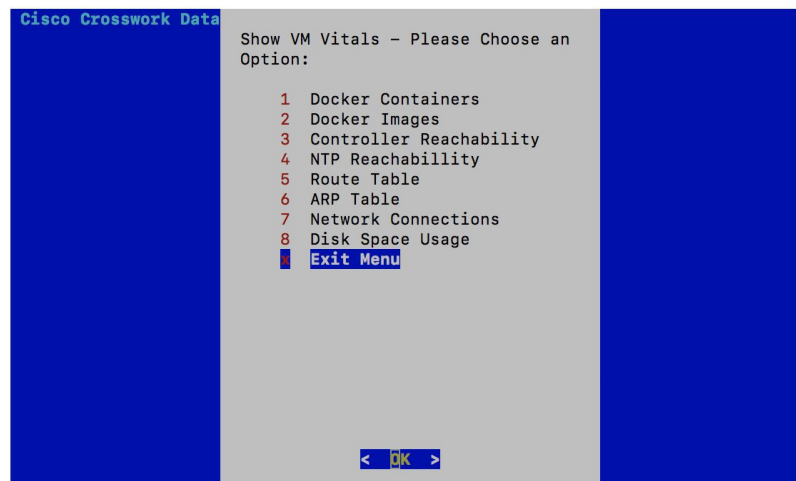 Cisco Crosswork Data
Show VM Vitals – Please Choose an
Option:
1 Docker Containers
2 Docker Images
3 Controller Reachability
4 NTP Reachabillity
5 Route Table
6 ARP Table
7 Network Connections
8 Disk Space Usage
x Exit Menu
< OK >